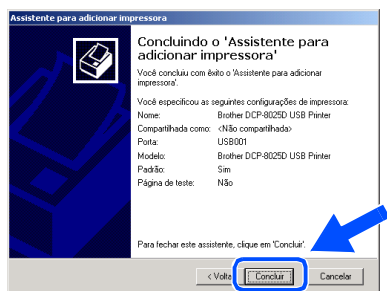 Assistente para adicionar impressora
Concluindo o 'Assistente para
adicionar impressora'
Você concluiu com êxito o 'Assistente para adicionar
impressora'.
Você especificou as seguintes configurações de impressora:
Nome: Brother DCP-8025D USB Printer
Compartilhada como: <Não compartilhada>
Porta: USB001
Modelo: Brother DCP-8025D USB Printer
Padrão: Sim
Página de teste: Não
Para fechar este assistente, clique em 'Concluir'.
< Volta Concluir Cancelar